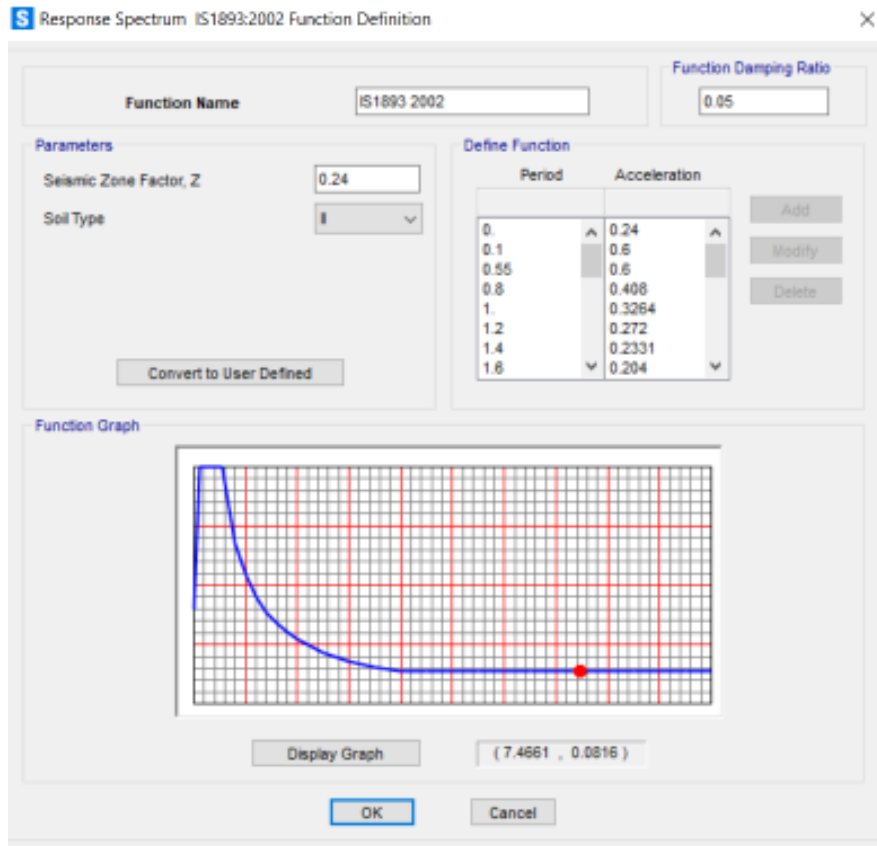 S Response Spectrum IS1893:2002 Function Definition
Function Damping Ratio
Function Name IS1893 2002 0.05
Parameters
Seismic Zone Factor, Z 0.24
Soil Type II
Convert to User Defined
Define Function
Period Acceleration
0. 0.24
0.1 0.6
0.55 0.6
0.8 0.408
1. 0.3264
1.2 0.272
1.4 0.2331
1.6 0.204
Add
Modify
Delete
Function Graph
Display Graph (7.4661 , 0.0816)
OK Cancel